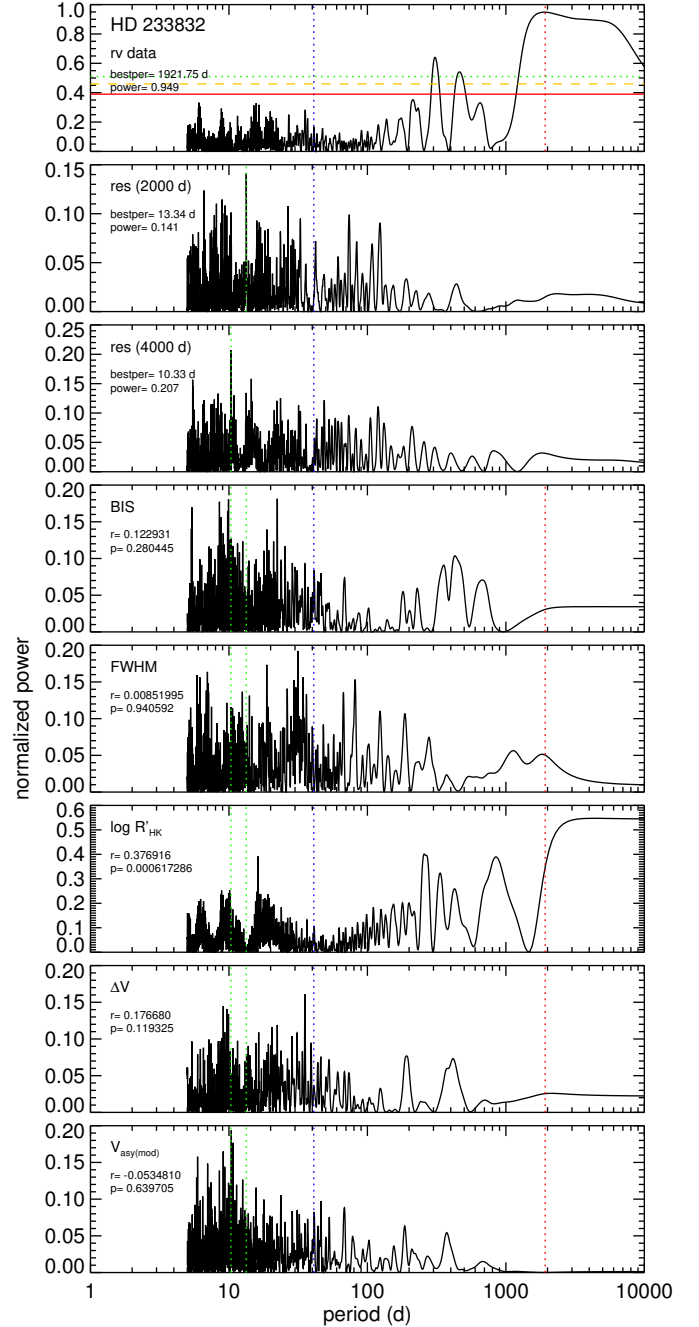 HD 233832
rv data
bestper= 1921.75 d
power= 0.949
1.0
0.8
0.6
0.4
0.2
0.0
res (2000 d)
bestper= 13.34 d
power= 0.141
0.15
0.10
0.05
0.00
res (4000 d)
bestper= 10.33 d
power= 0.207
0.25
0.20
0.15
0.10
0.05
0.00
BIS
r= 0.122931
p= 0.280445
0.20
0.15
0.10
0.05
0.00
FWHM
r= 0.00851995
p= 0.940592
0.20
0.15
0.10
0.05
0.00
log R'HK
r= 0.376916
p= 0.000617286
0.6
0.5
0.4
0.3
0.2
0.1
0.0
ΔV
r= 0.176680
p= 0.119325
0.20
0.15
0.10
0.05
0.00
Vasy(mod)
r= -0.0534810
p= 0.639705
0.20
0.15
0.10
0.05
0.00
normalized power
1 10 100 1000 10000
period (d)